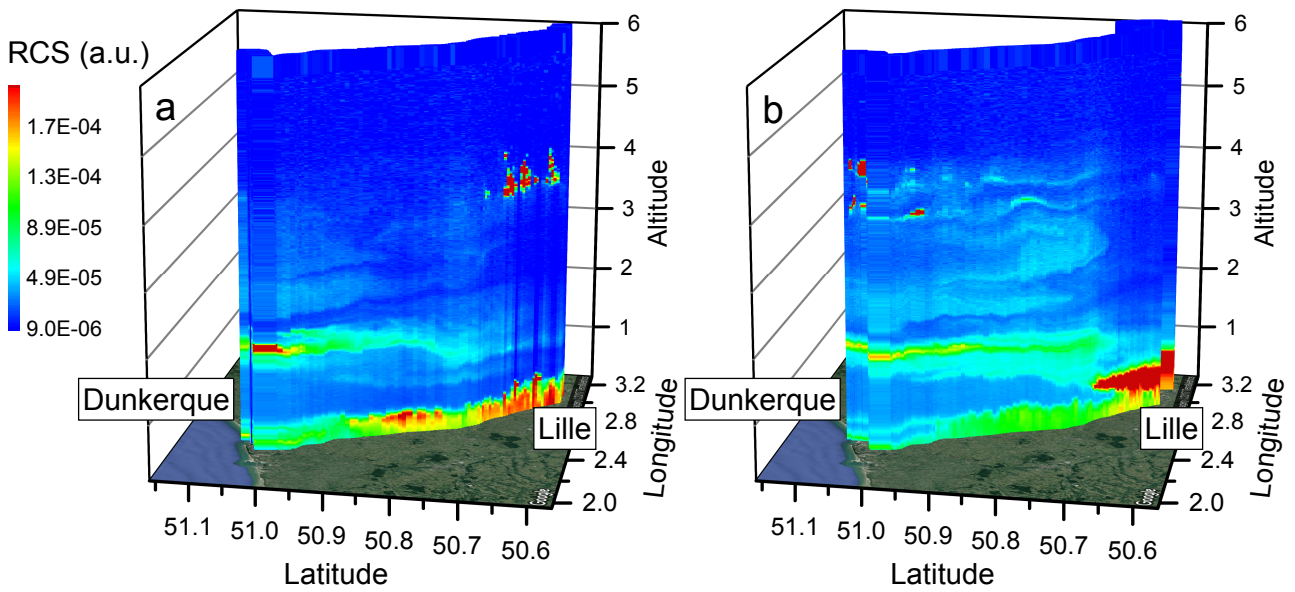 RCS (a.u.)
1.7E-04
1.3E-04
8.9E-05
4.9E-05
9.0E-06
a
6
5
4
3
2
1
Altitude
Dunkerque
Lille
3.2
2.8
2.4
2.0
Longitude
Google
51.1 51.0 50.9 50.8 50.7 50.6
Latitude
b
6
5
4
3
2
1
Altitude
Dunkerque
Lille
3.2
2.8
2.4
2.0
Longitude
Google
51.1 51.0 50.9 50.8 50.7 50.6
Latitude